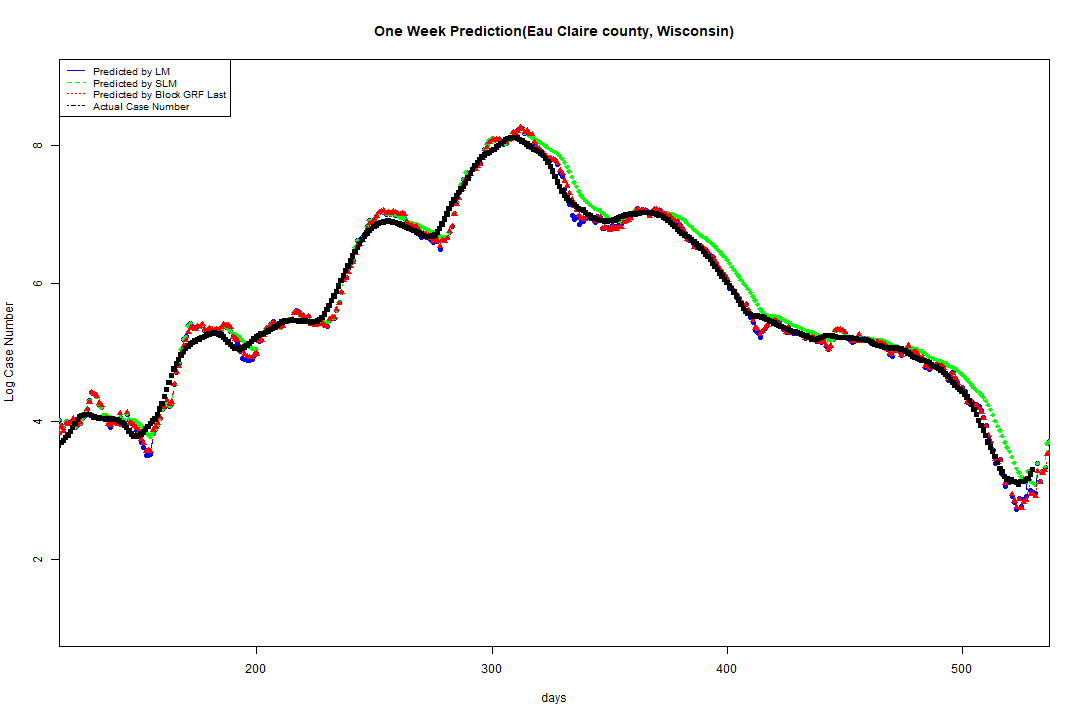 One Week Prediction(Eau Claire county, Wisconsin)
Predicted by LM
Predicted by SLM
Predicted by Block GRF Last
Actual Case Number
Log Case Number
8
6
4
2
200 300 400 500
days